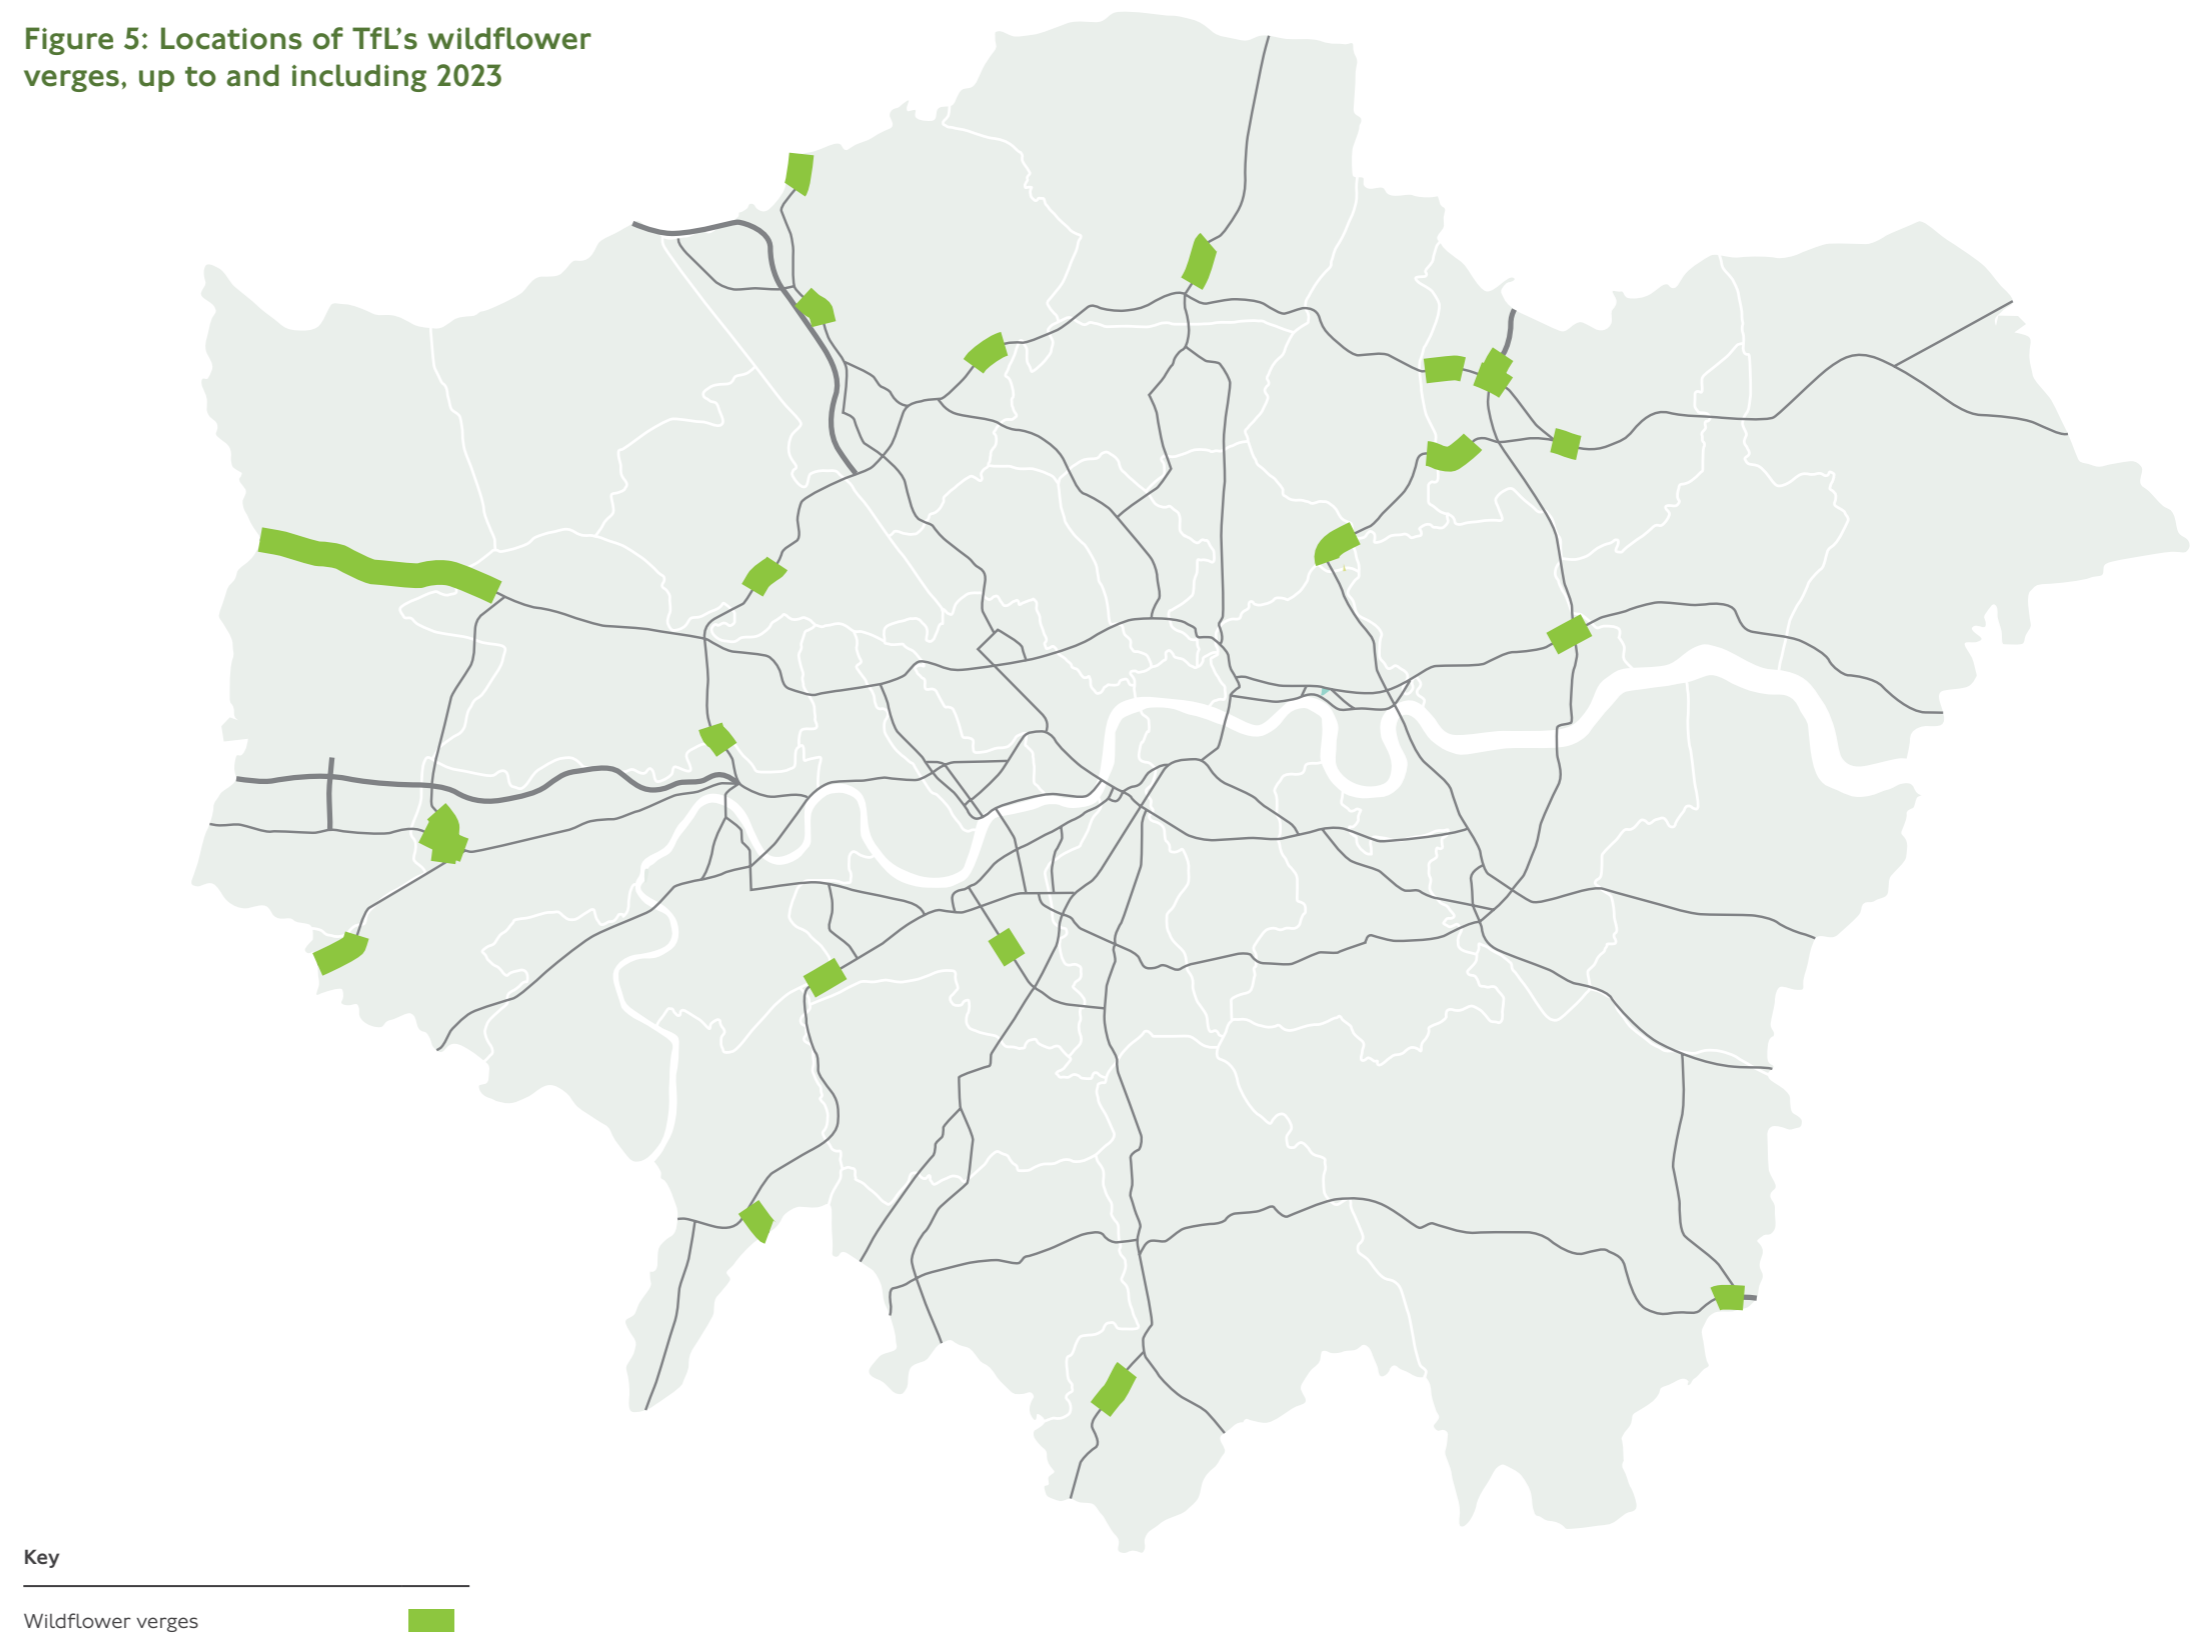 Figure 5: Locations of TfL’s wildflower
verges, up to and including 2023
Key
Wildflower verges